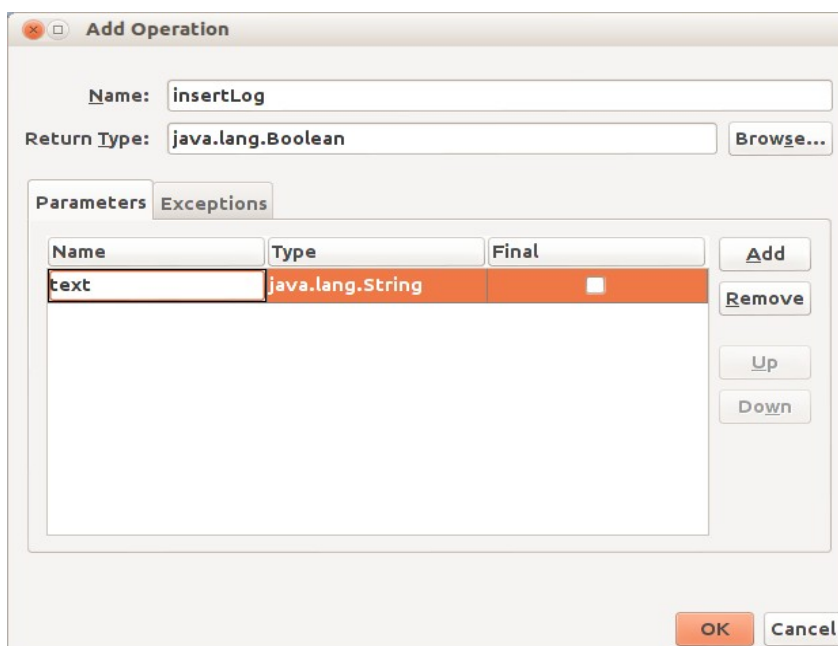 Add Operation
Name: insertLog
Return Type: java.lang.Boolean Browse...
Parameters Exceptions
Name Type Final Add
text java.lang.String Remove
Up
Down
OK Cancel